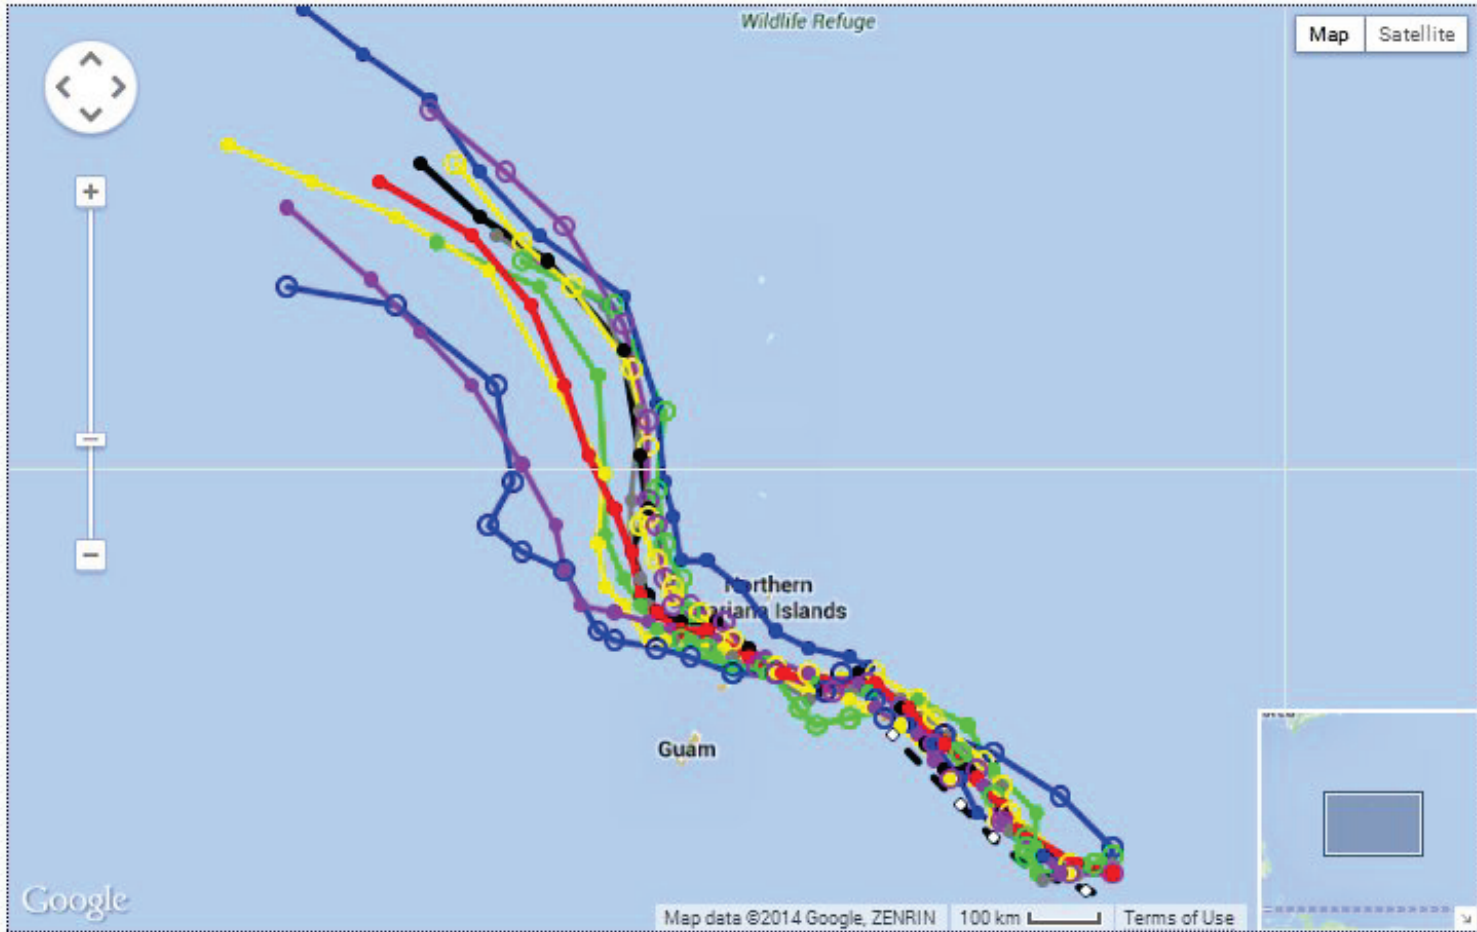 Wildlife Refuge
Map
Satellite
+
−
Northern
Mariana Islands
Guam
Google
Map data ©2014 Google, ZENRIN
100 km
Terms of Use